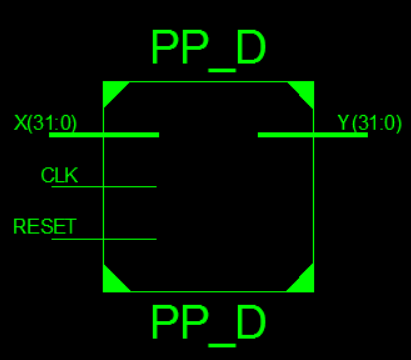 PP_D
X(31:0)
Y(31:0)
CLK
RESET
PP_D